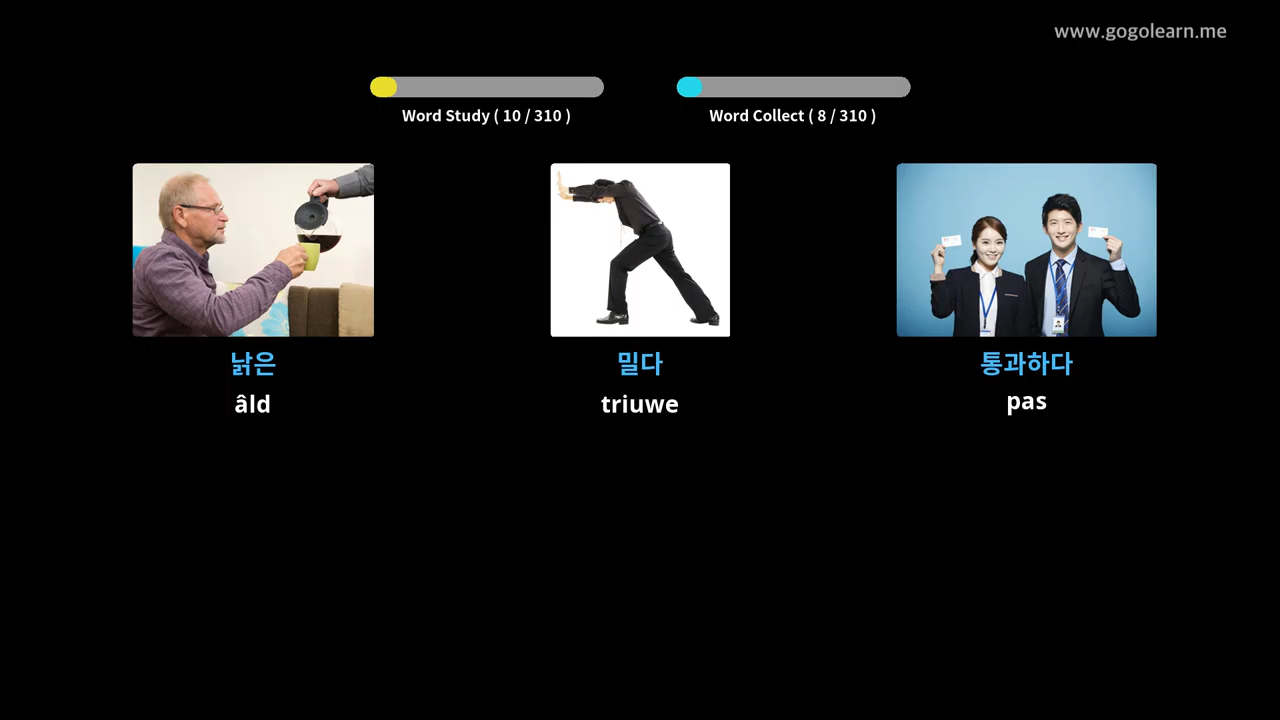 www.gogolearn.me
Word Study ( 10 / 310 )
Word Collect ( 8 / 310 )
낡은
밀다
통과하다
âld
triuwe
pas